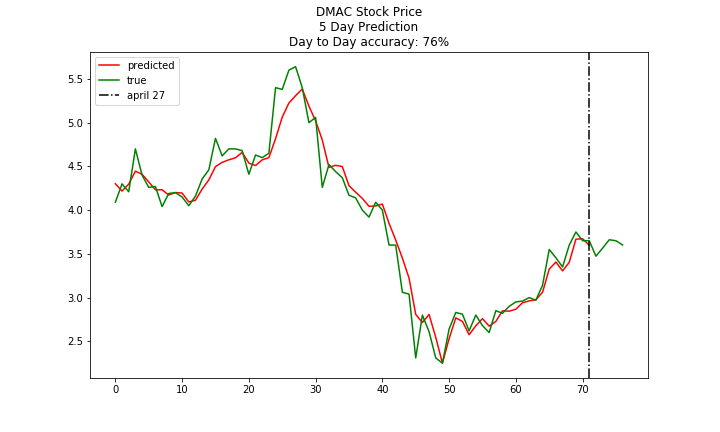 DMAC Stock Price
5 Day Prediction
Day to Day accuracy: 76%
predicted
true
april 27
5.5
5.0
4.5
4.0
3.5
3.0
2.5
0 10 20 30 40 50 60 70